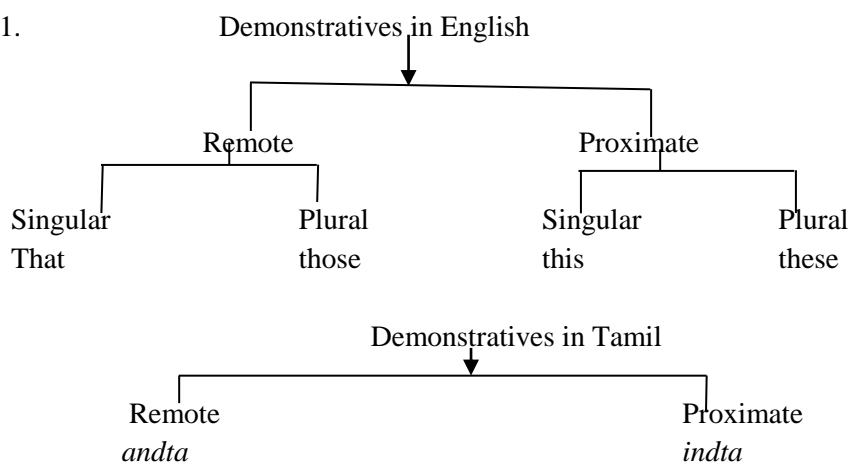 1. Demonstratives in English
Remote Proximate
Singular Plural Singular Plural
That those this these
Demonstratives in Tamil
Remote Proximate
andta indta